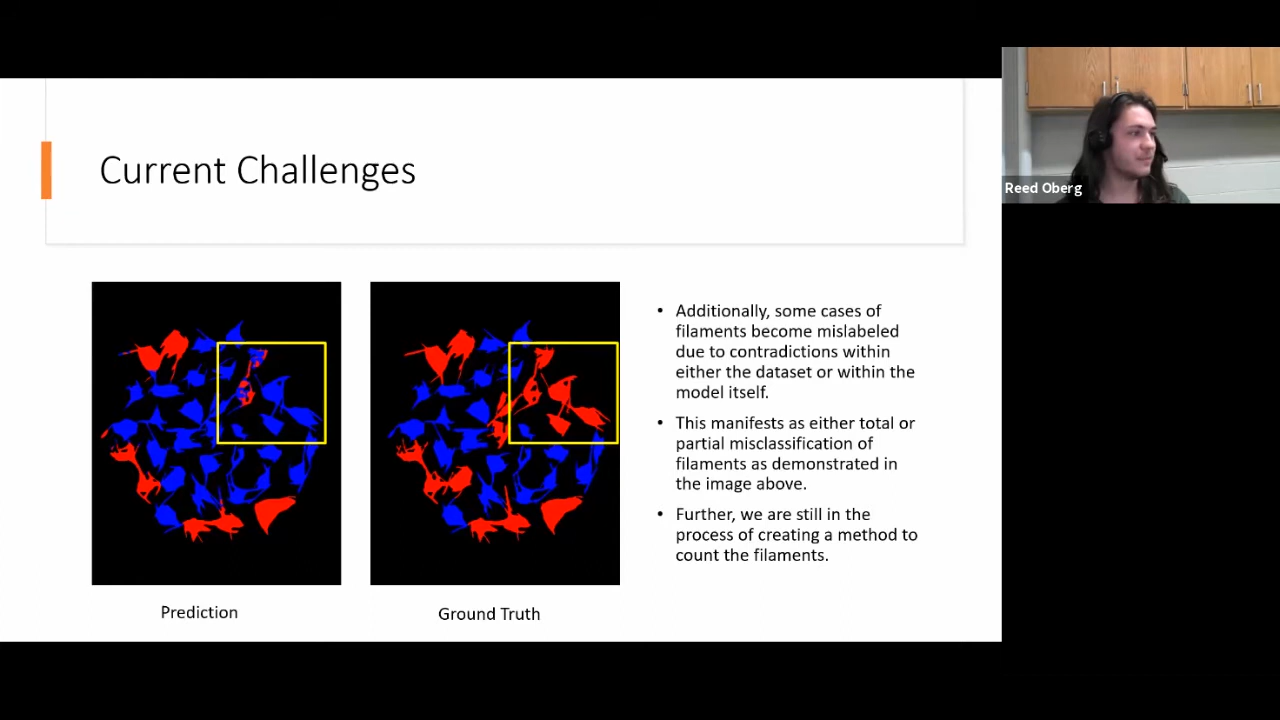 Current Challenges
Reed Oberg
• Additionally, some cases of
filaments become mislabeled
due to contradictions within
either the dataset or within the
model itself.
• This manifests as either total or
partial misclassification of
filaments as demonstrated in
the image above.
• Further, we are still in the
process of creating a method to
count the filaments.
Prediction
Ground Truth